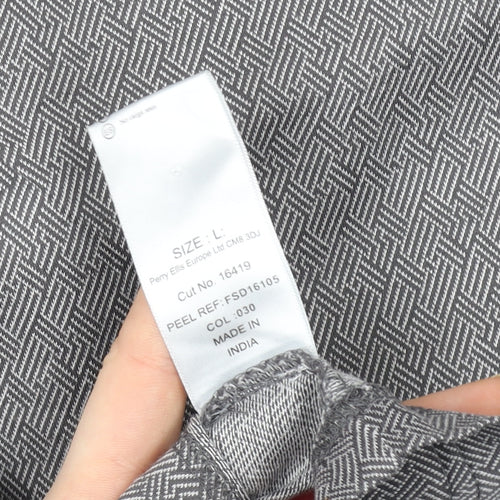 SIZE : L:
Perry Ellis Europe Ltd CM8 3DJ
Cut No. 16419
PEEL REF: FSD16105
COL :030
MADE IN
INDIA